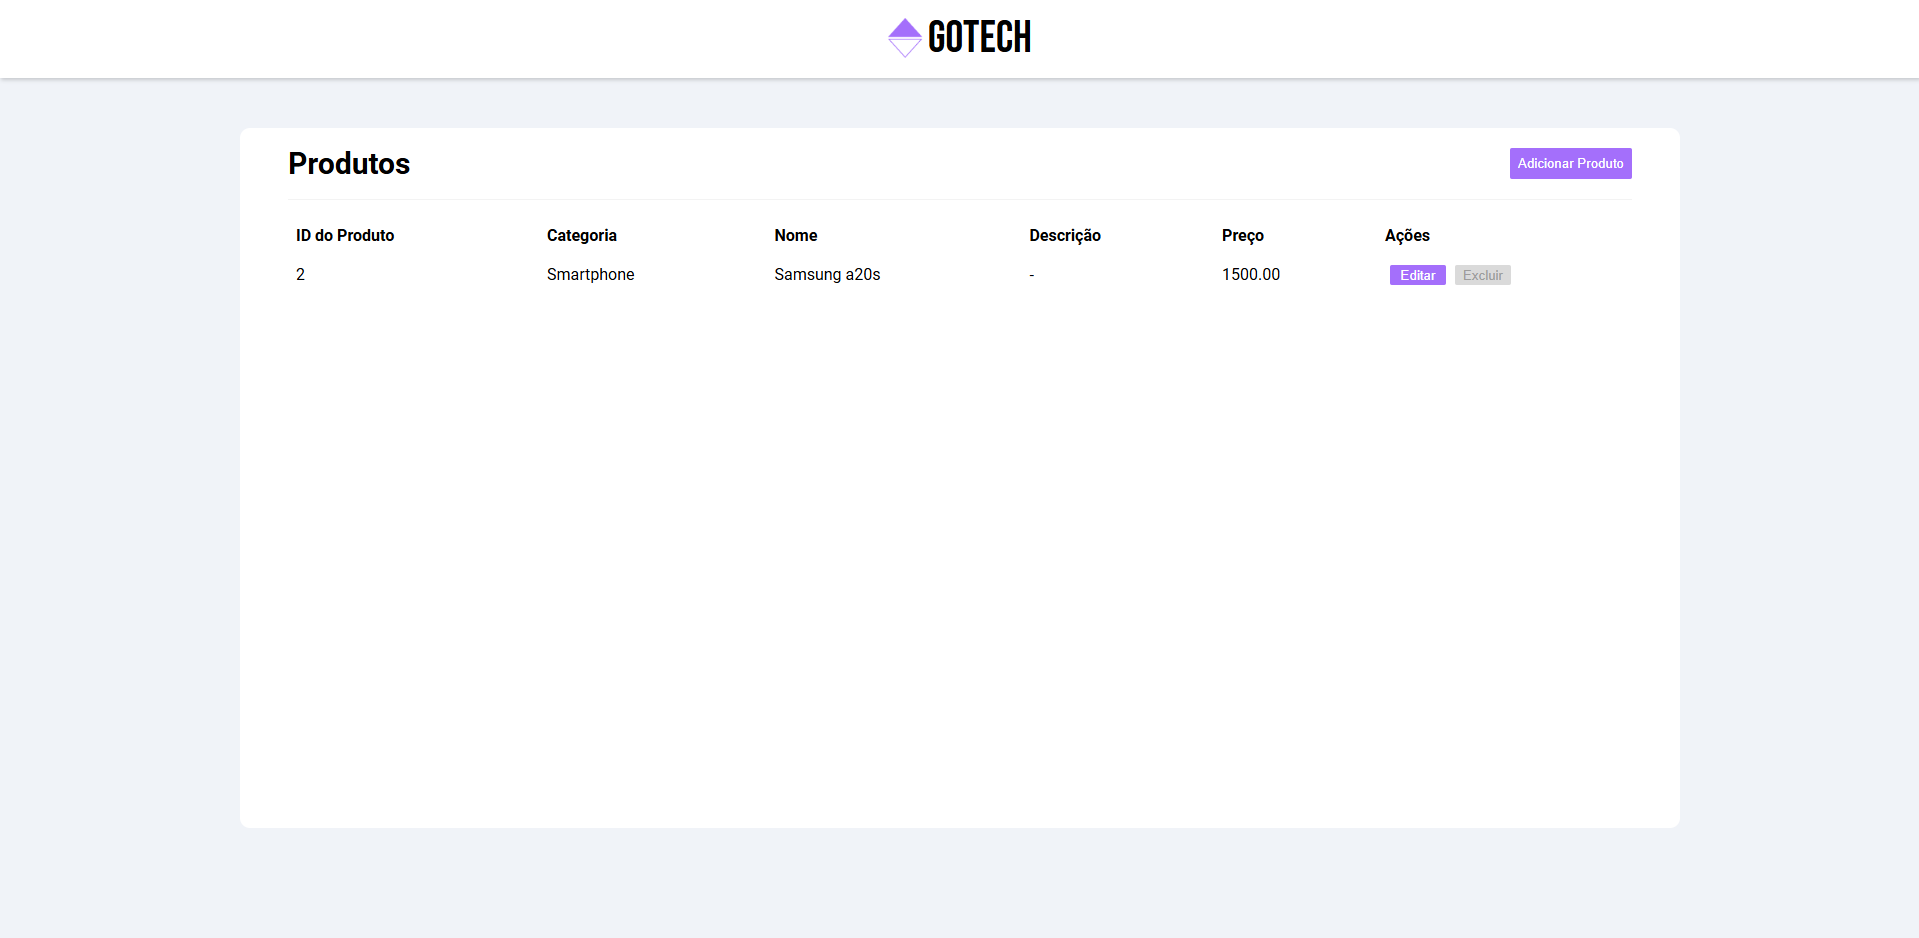 GOTECH
Produtos
Adicionar Produto
ID do Produto Categoria Nome Descrição Preço Ações
2 Smartphone Samsung a20s - 1500.00 Editar Excluir